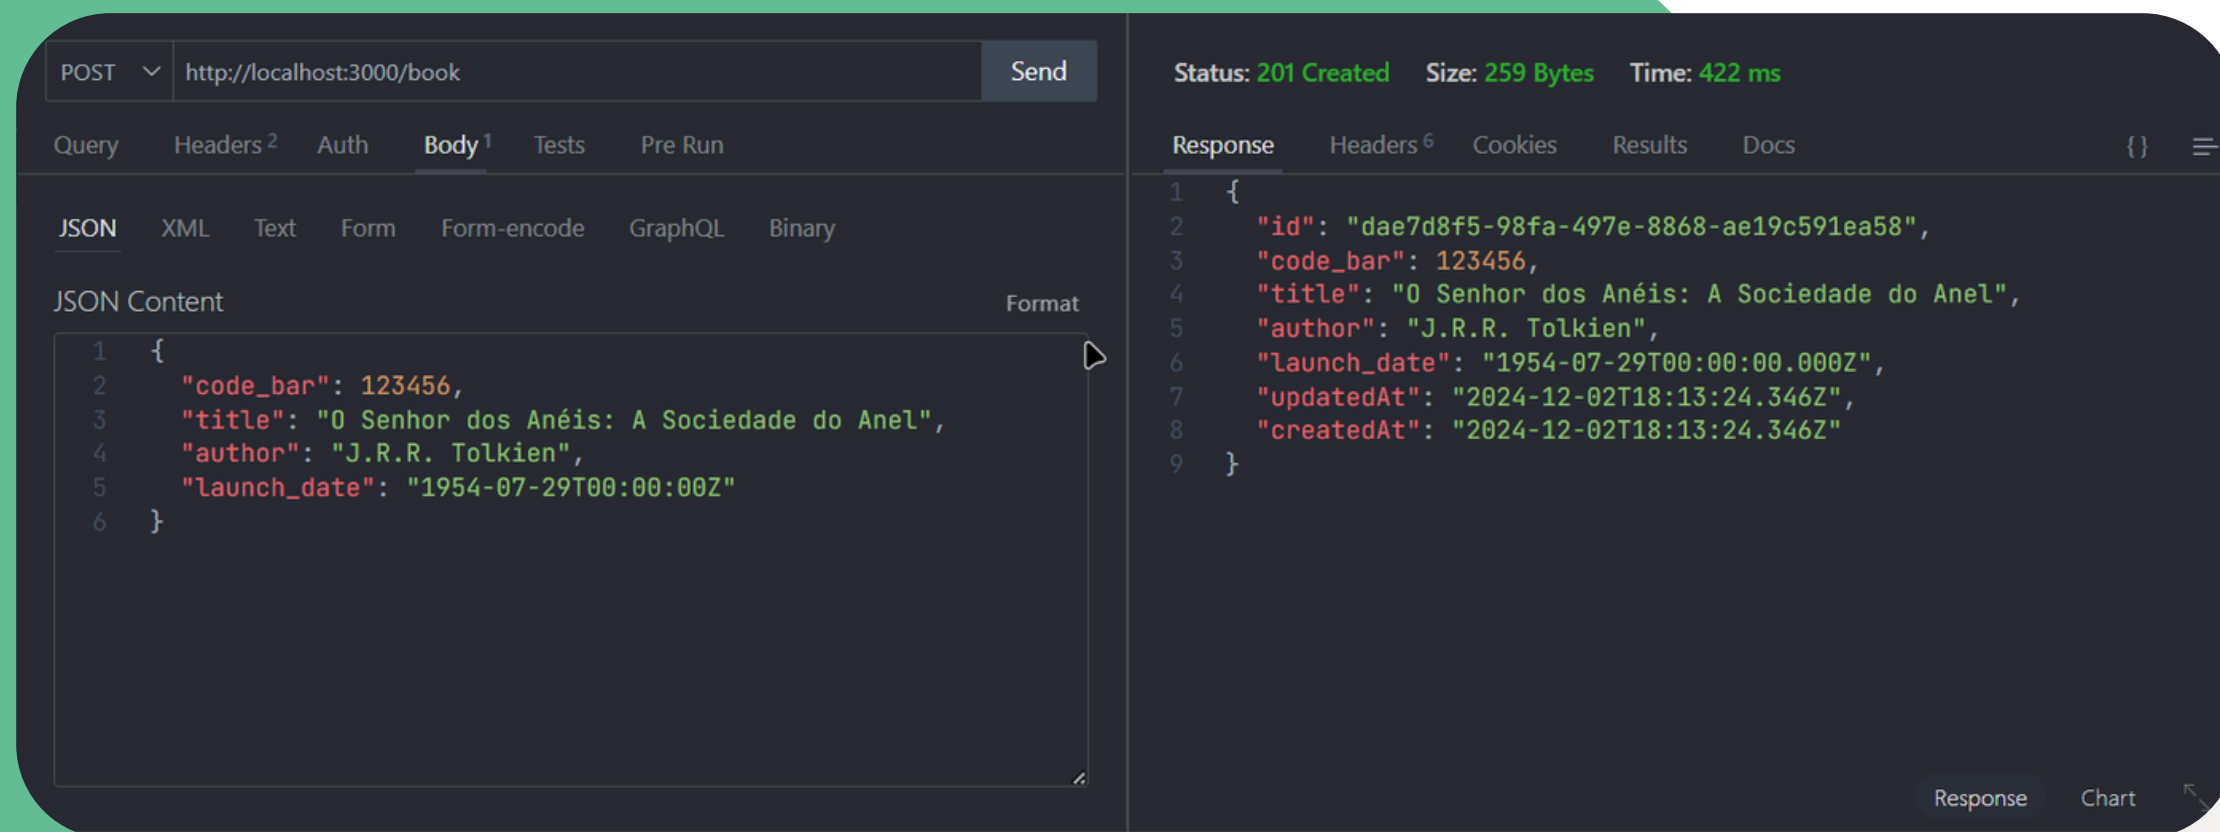 POST http://localhost:3000/book Send
Query Headers 2 Auth Body 1 Tests Pre Run
JSON XML Text Form Form-encode GraphQL Binary
JSON Content Format
1 {
2 "code_bar": 123456,
3 "title": "O Senhor dos Anéis: A Sociedade do Anel",
4 "author": "J.R.R. Tolkien",
5 "launch_date": "1954-07-29T00:00:00Z"
6 }
Status: 201 Created Size: 259 Bytes Time: 422 ms
Response Headers 6 Cookies Results Docs {}
1 {
2 "id": "dae7d8f5-98fa-497e-8868-ae19c591ea58",
3 "code_bar": 123456,
4 "title": "O Senhor dos Anéis: A Sociedade do Anel",
5 "author": "J.R.R. Tolkien",
6 "launch_date": "1954-07-29T00:00:00.000Z",
7 "updatedAt": "2024-12-02T18:13:24.346Z",
8 "createdAt": "2024-12-02T18:13:24.346Z"
9 }
Response Chart